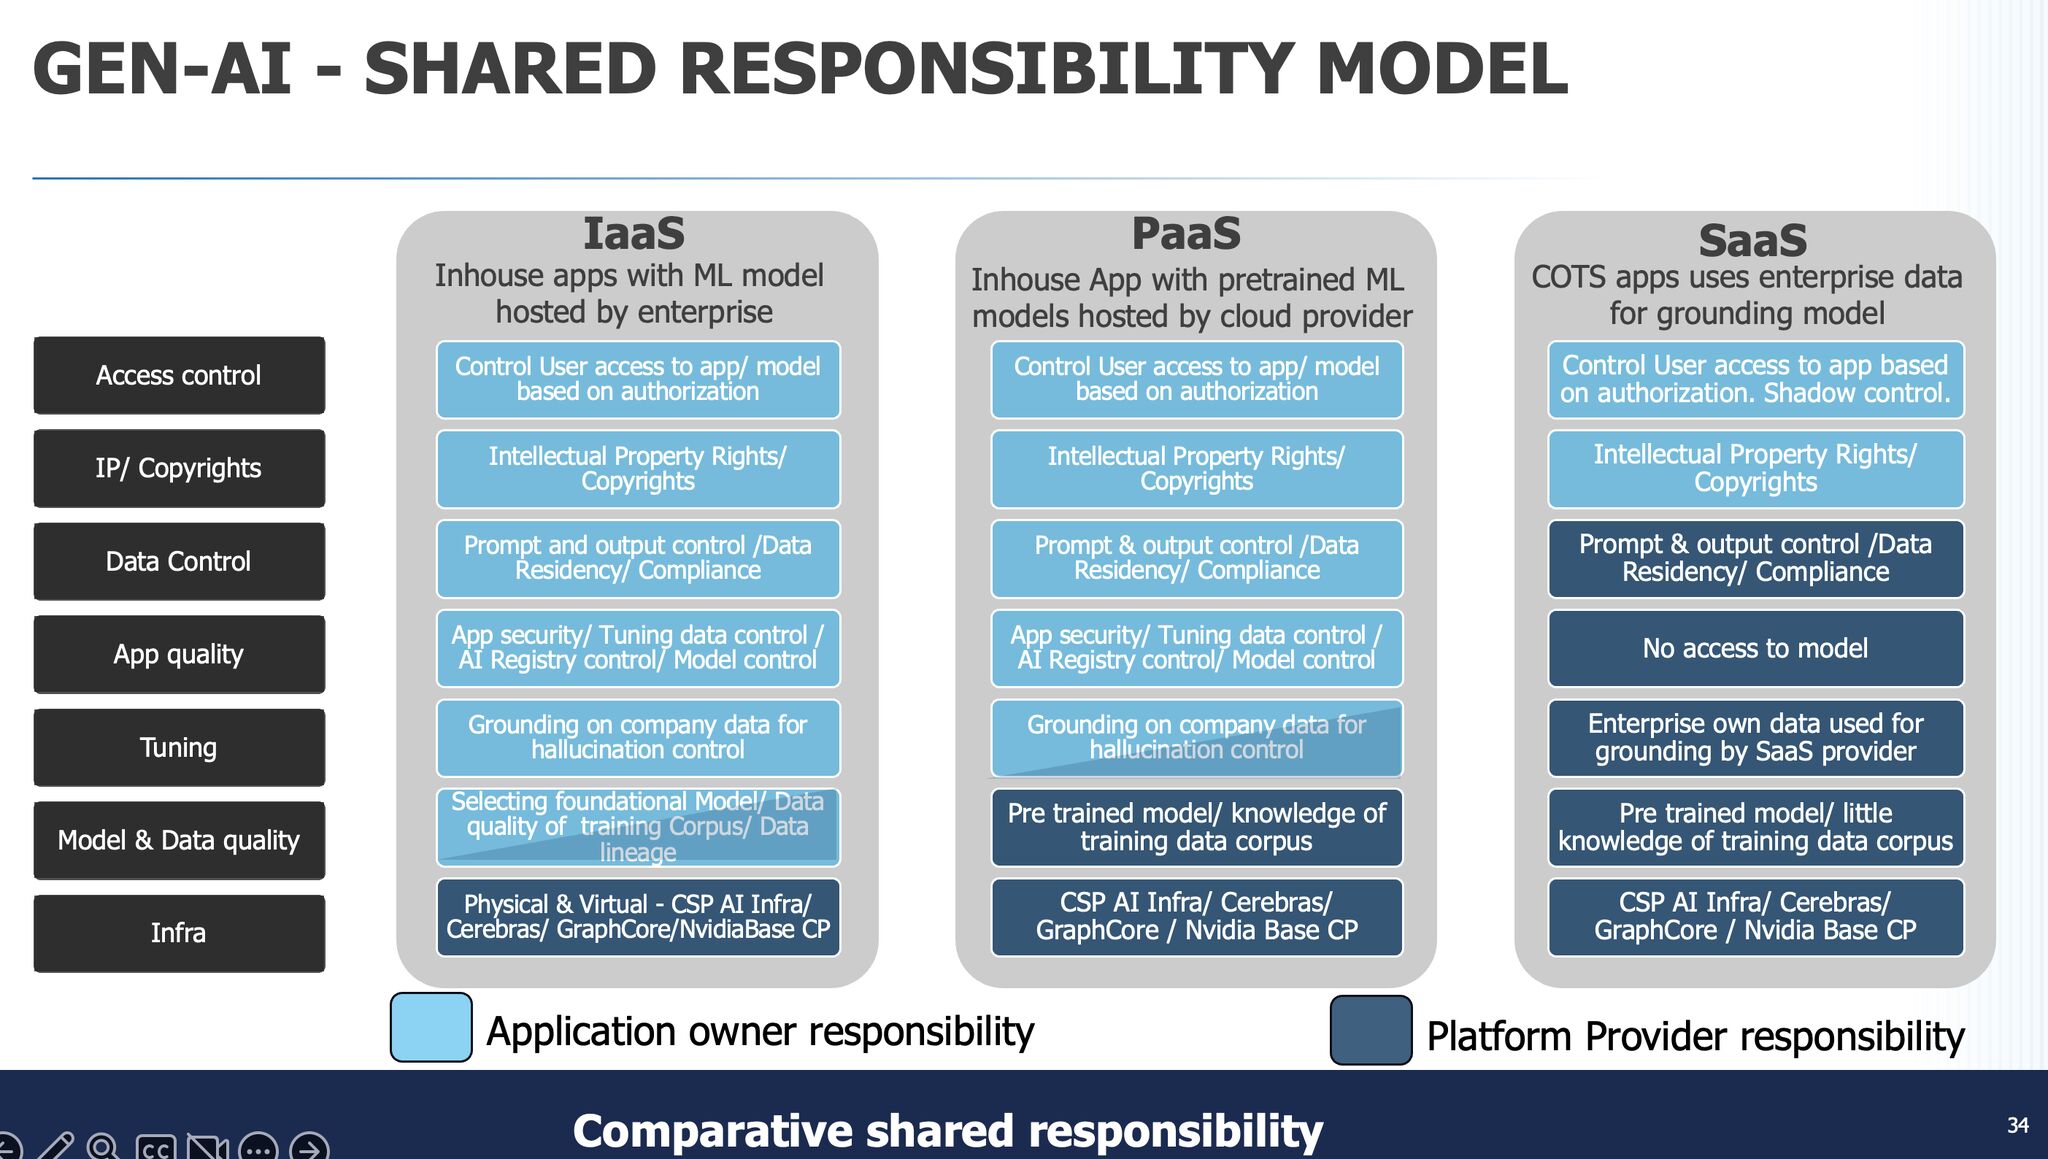 GEN-AI - SHARED RESPONSIBILITY MODEL
Access control
IP/ Copyrights
Data Control
App quality
Tuning
Model & Data quality
Infra
IaaS
Inhouse apps with ML model
hosted by enterprise
Control User access to app/ model
based on authorization
Intellectual Property Rights/
Copyrights
Prompt and output control /Data
Residency/ Compliance
App security/ Tuning data control /
AI Registry control/ Model control
Grounding on company data for
hallucination control
Selecting foundational Model/ Data
quality of training Corpus/ Data
lineage
Physical & Virtual - CSP AI Infra/
Cerebras/ GraphCore/NvidiaBase CP
PaaS
Inhouse App with pretrained ML
models hosted by cloud provider
Control User access to app/ model
based on authorization
Intellectual Property Rights/
Copyrights
Prompt & output control /Data
Residency/ Compliance
App security/ Tuning data control /
AI Registry control/ Model control
Grounding on company data for
hallucination control
Pre trained model/ knowledge of
training data corpus
CSP AI Infra/ Cerebras/
GraphCore / Nvidia Base CP
SaaS
COTS apps uses enterprise data
for grounding model
Control User access to app based
on authorization. Shadow control.
Intellectual Property Rights/
Copyrights
Prompt & output control /Data
Residency/ Compliance
No access to model
Enterprise own data used for
grounding by SaaS provider
Pre trained model/ little
knowledge of training data corpus
CSP AI Infra/ Cerebras/
GraphCore / Nvidia Base CP
Application owner responsibility
Platform Provider responsibility
Comparative shared responsibility
34
CC